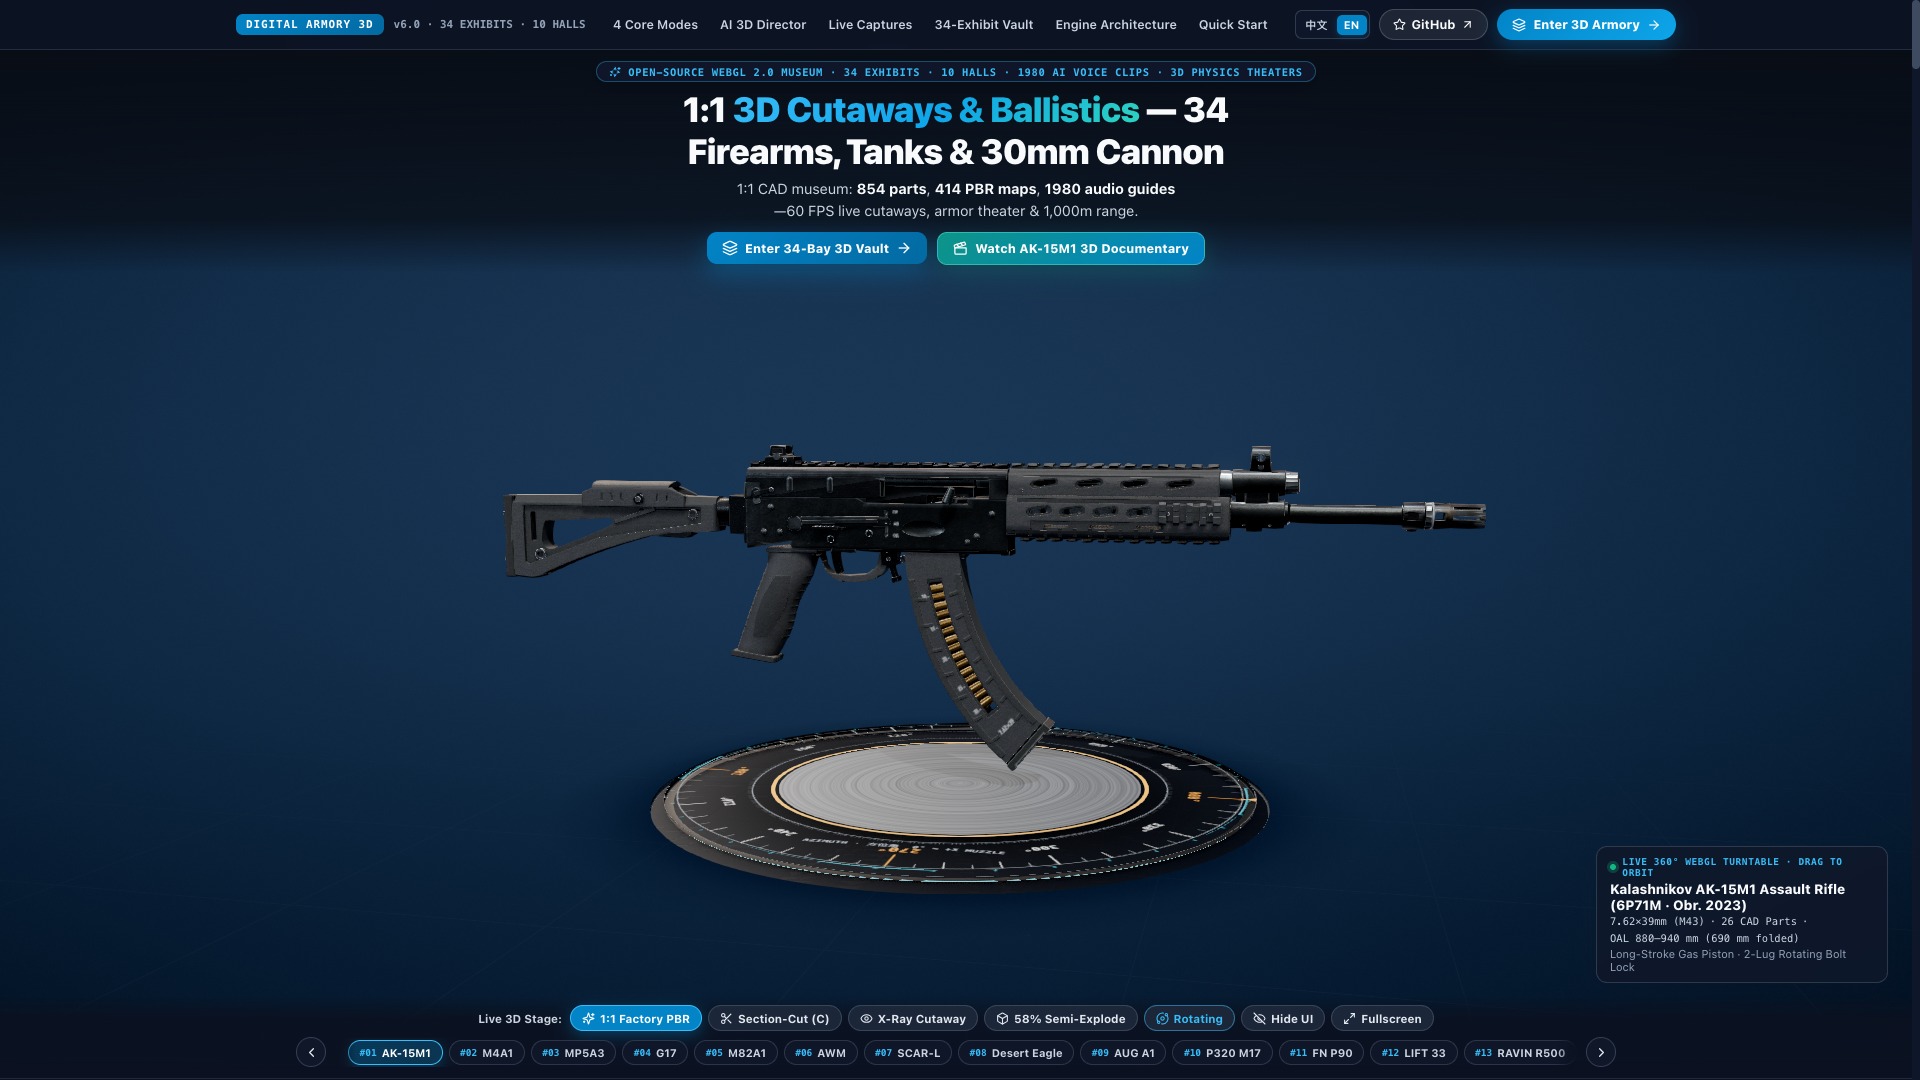 DIGITAL ARMORY 3D
v6.0 · 34 EXHIBITS · 10 HALLS
4 Core Modes
AI 3D Director
Live Captures
34-Exhibit Vault
Engine Architecture
Quick Start
中文
EN
GitHub
Enter 3D Armory
OPEN-SOURCE WEBGL 2.0 MUSEUM · 34 EXHIBITS · 10 HALLS · 1980 AI VOICE CLIPS · 3D PHYSICS THEATERS
1:1 3D Cutaways & Ballistics — 34
Firearms, Tanks & 30mm Cannon
1:1 CAD museum: 854 parts, 414 PBR maps, 1980 audio guides
—60 FPS live cutaways, armor theater & 1,000m range.
Enter 34-Bay 3D Vault
Watch AK-15M1 3D Documentary
270°
LIVE 360° WEBGL TURNTABLE · DRAG TO
ORBIT
Kalashnikov AK-15M1 Assault Rifle
(6P71M · Obr. 2023)
7.62×39mm (M43) · 26 CAD Parts ·
OAL 880–940 mm (690 mm folded)
Long-Stroke Gas Piston · 2-Lug Rotating Bolt
Lock
Live 3D Stage:
1:1 Factory PBR
Section-Cut (C)
X-Ray Cutaway
58% Semi-Explode
Rotating
Hide UI
Fullscreen
#01 AK-15M1
#02 M4A1
#03 MP5A3
#04 G17
#05 M82A1
#06 AWM
#07 SCAR-L
#08 Desert Eagle
#09 AUG A1
#10 P320 M17
#11 FN P90
#12 LIFT 33
#13 RAVIN R500